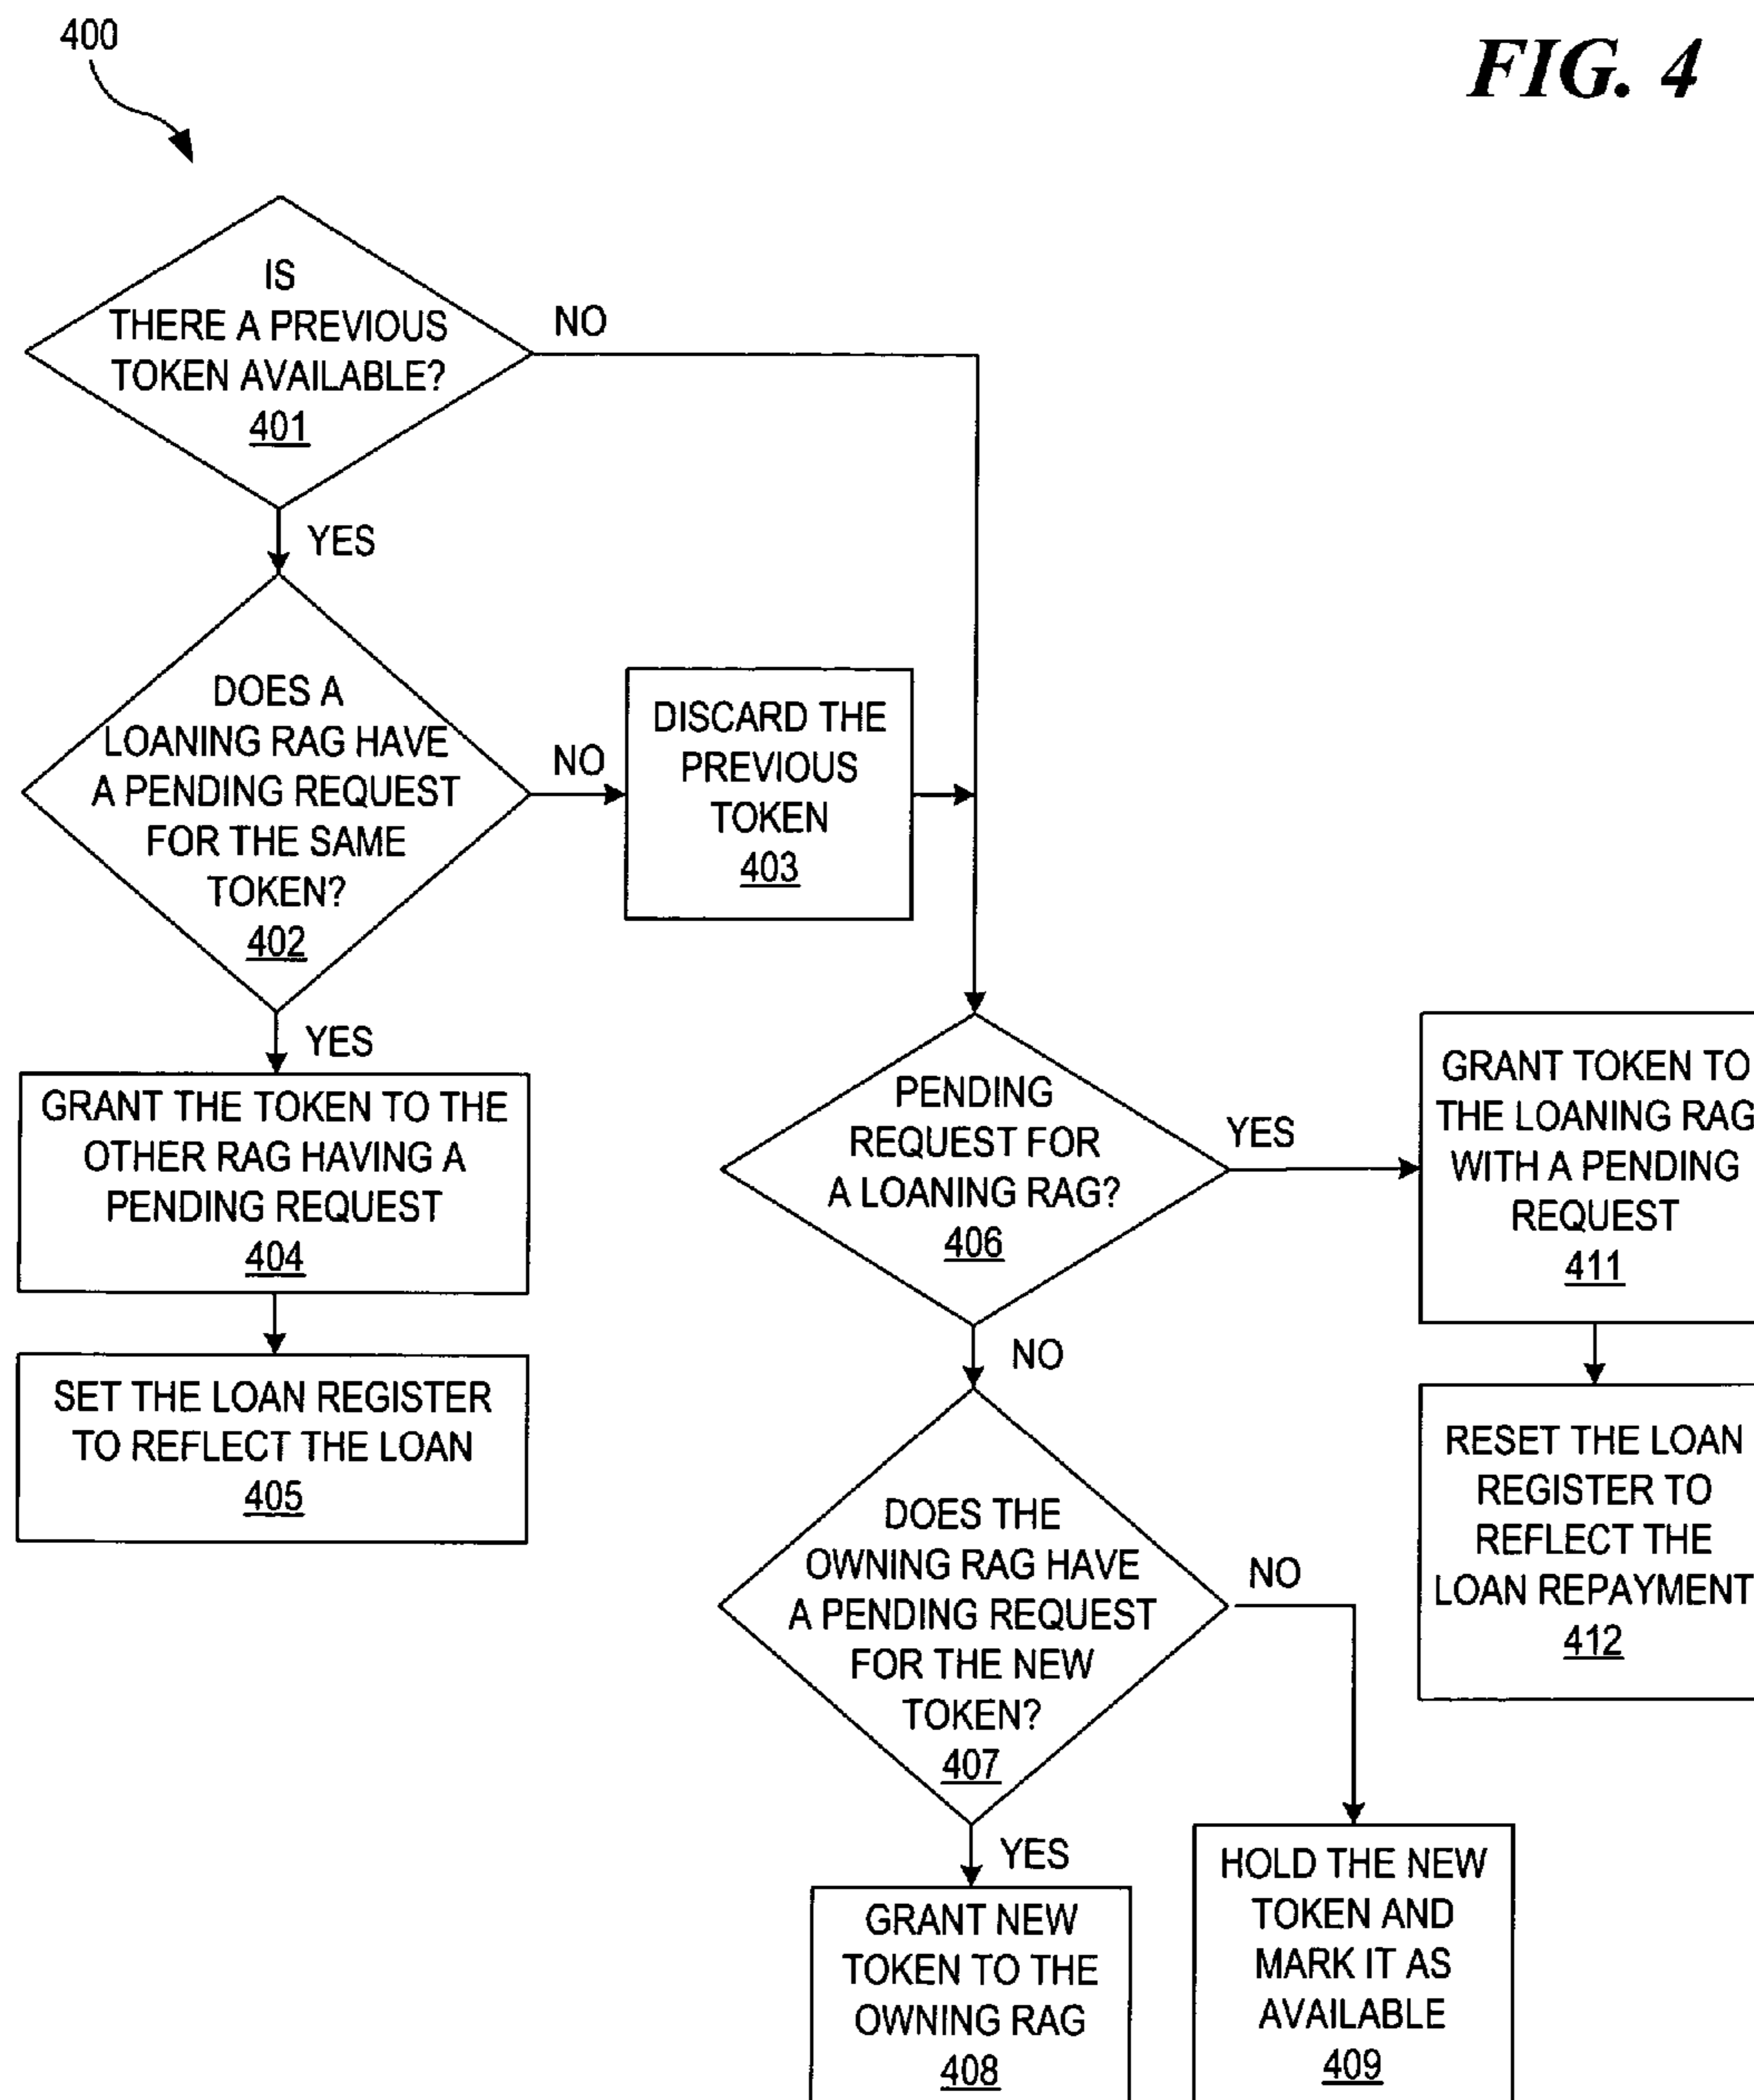 400
FIG. 4
IS
THERE A PREVIOUS
TOKEN AVAILABLE?
401
NO
YES
DOES A
LOANING RAG HAVE
A PENDING REQUEST
FOR THE SAME
TOKEN?
402
NO
DISCARD THE
PREVIOUS
TOKEN
403
YES
GRANT THE TOKEN TO THE
OTHER RAG HAVING A
PENDING REQUEST
404
SET THE LOAN REGISTER
TO REFLECT THE LOAN
405
PENDING
REQUEST FOR
A LOANING RAG?
406
YES
GRANT TOKEN TO
THE LOANING RAG
WITH A PENDING
REQUEST
411
RESET THE LOAN
REGISTER TO
REFLECT THE
LOAN REPAYMENT
412
NO
DOES THE
OWNING RAG HAVE
A PENDING REQUEST
FOR THE NEW
TOKEN?
407
NO
YES
GRANT NEW
TOKEN TO THE
OWNING RAG
408
HOLD THE NEW
TOKEN AND
MARK IT AS
AVAILABLE
409